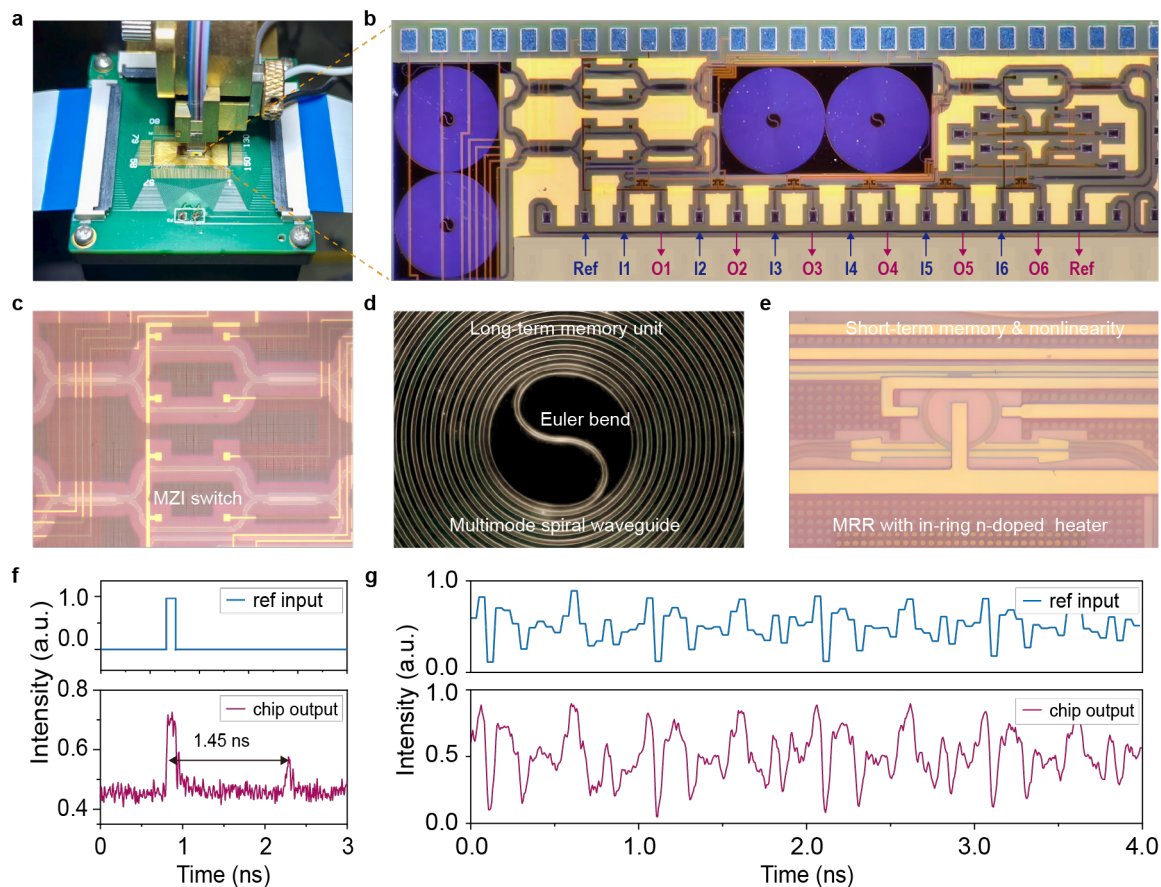 a
b
80
79
130
150
Ref I1 O1 I2 O2 I3 O3 I4 O4 I5 O5 I6 O6 Ref
c
MZI switch
d
Long-term memory unit
Euler bend
Multimode spiral waveguide
e
Short-term memory & nonlinearity
MRR with in-ring n-doped heater
f
ref input
1.0
0.0
chip output
0.8
0.6
0.4
1.45 ns
Intensity (a.u.)
0 1 2 3
Time (ns)
g
1.0
ref input
0.0
1.0
chip output
0.5
0.0
Intensity (a.u.)
0.0 1.0 2.0 3.0 4.0
Time (ns)